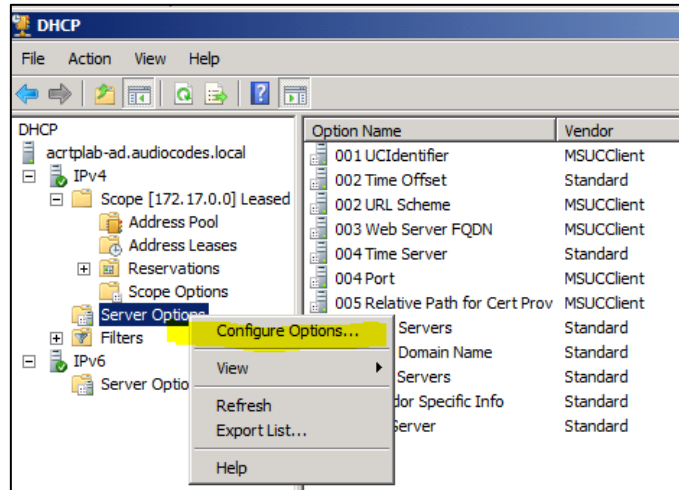 DHCP
File Action View Help
DHCP
acrtplab-ad.audiocodes.local
IPv4
Scope [172.17.0.0] Leased
Address Pool
Address Leases
Reservations
Scope Options
Server Options
Filters
IPv6
Server Optio
Configure Options...
View
Refresh
Export List...
Help
Option Name Vendor
001 UCIdentifier MSUCClient
002 Time Offset Standard
002 URL Scheme MSUCClient
003 Web Server FQDN MSUCClient
004 Time Server Standard
004 Port MSUCClient
005 Relative Path for Cert Prov MSUCClient
Servers Standard
Domain Name Standard
Servers Standard
dor Specific Info Standard
Server Standard